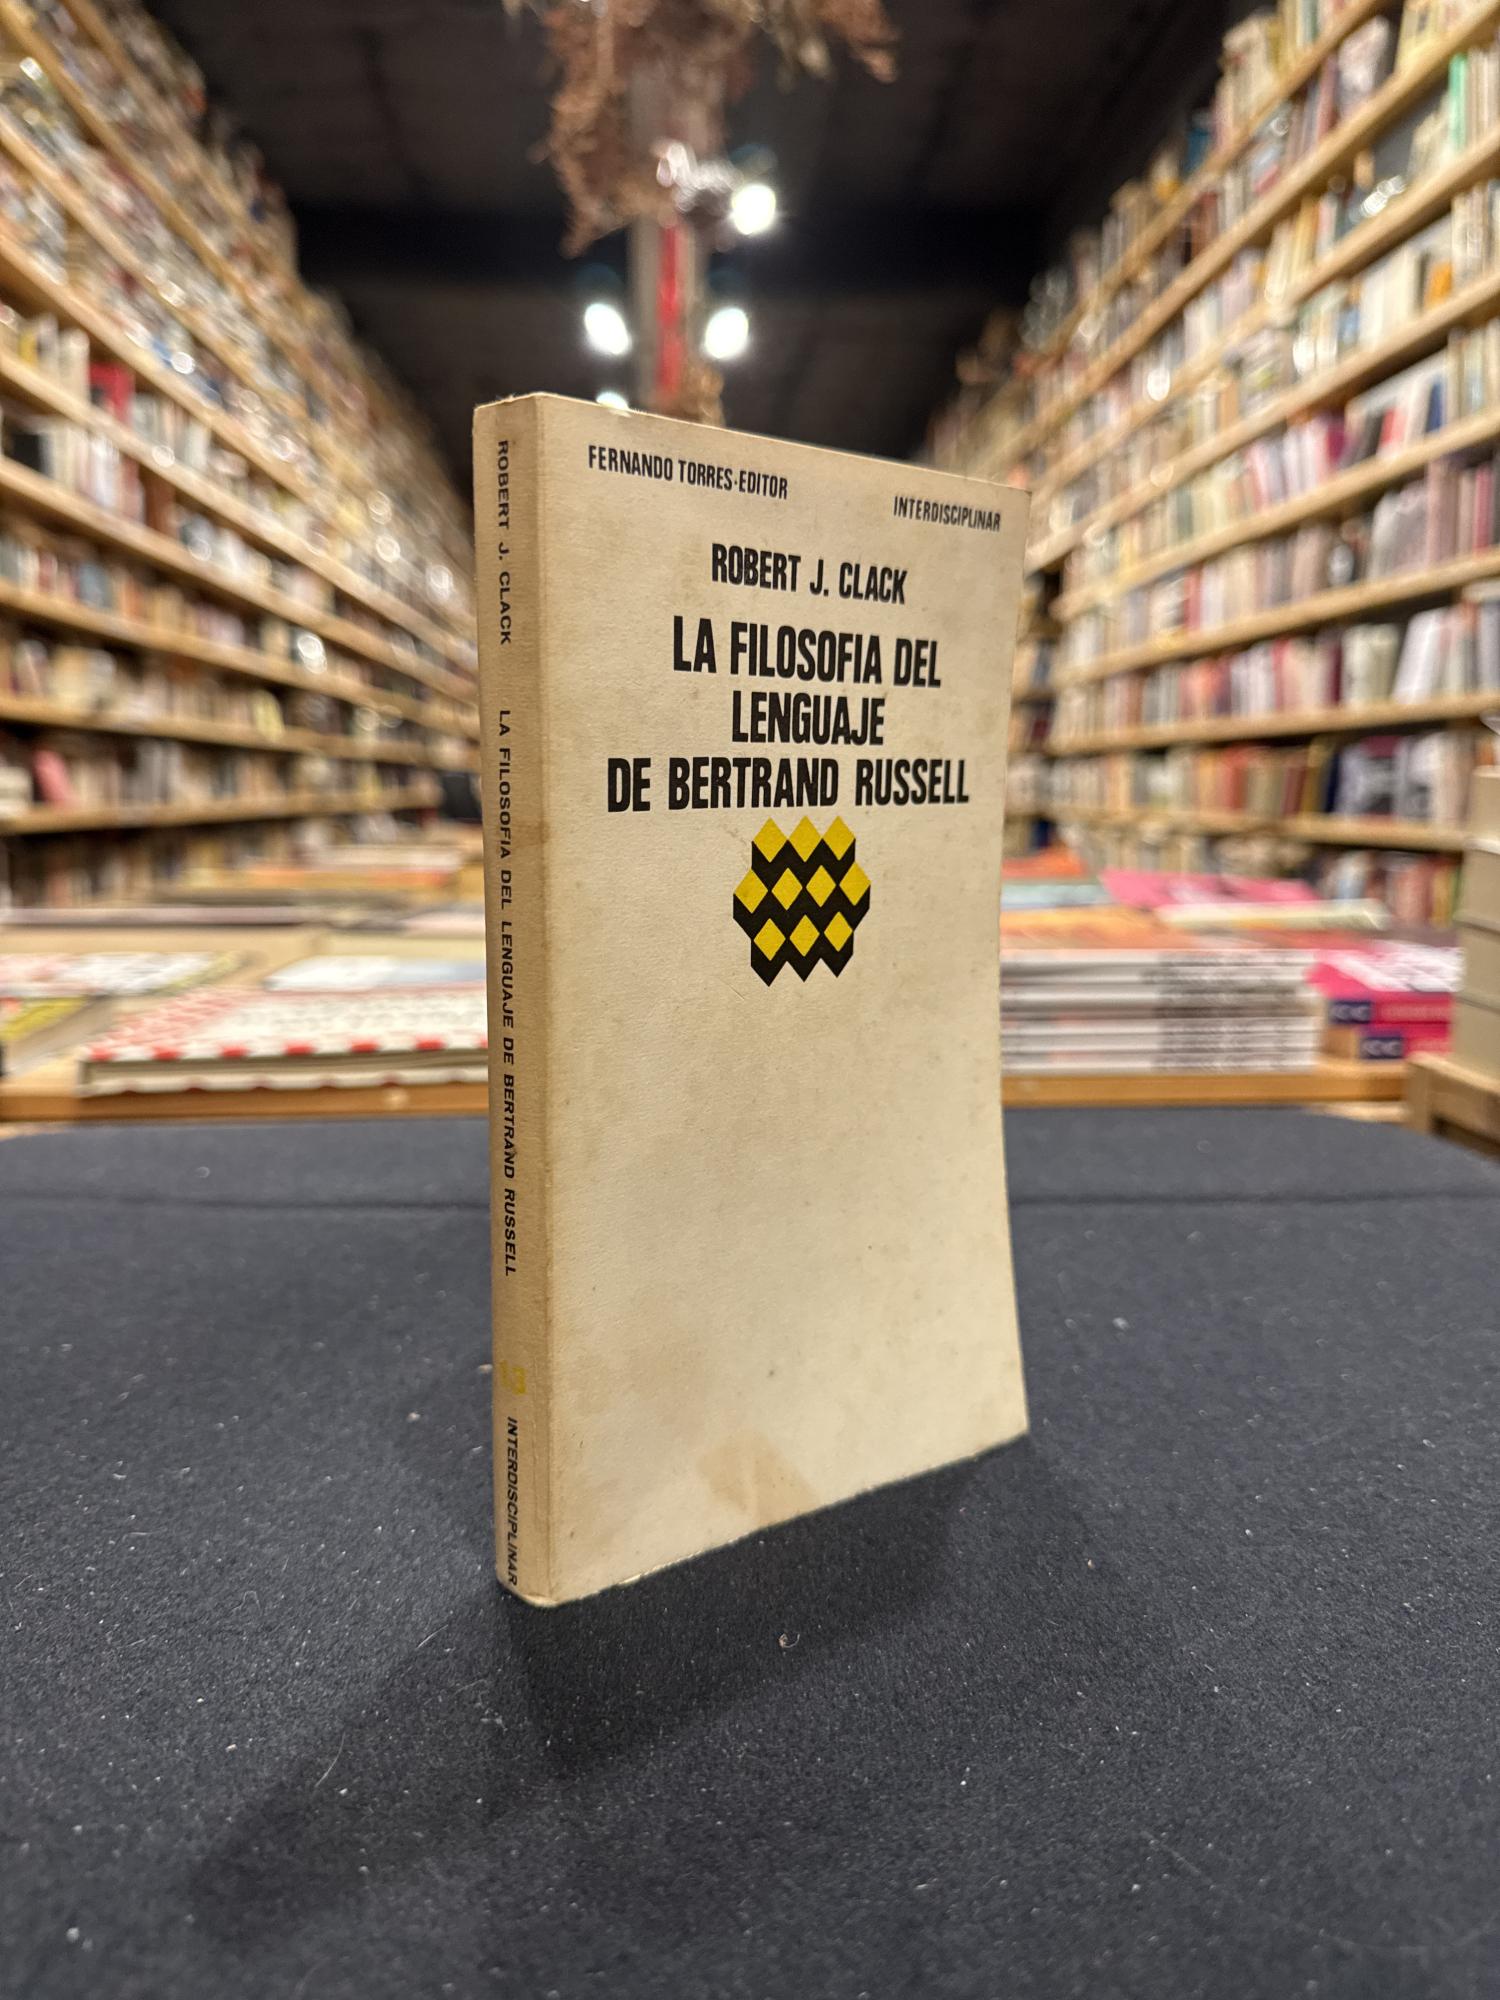 FERNANDO TORRES-EDITOR
INTERDISCIPLINAR
ROBERT J. CLACK
LA FILOSOFIA DEL
LENGUAJE
DE BERTRAND RUSSELL
ROBERT J. CLACK LA FILOSOFIA DEL LENGUAJE DE BERTRAND RUSSELL
13
INTERDISCIPLINAR